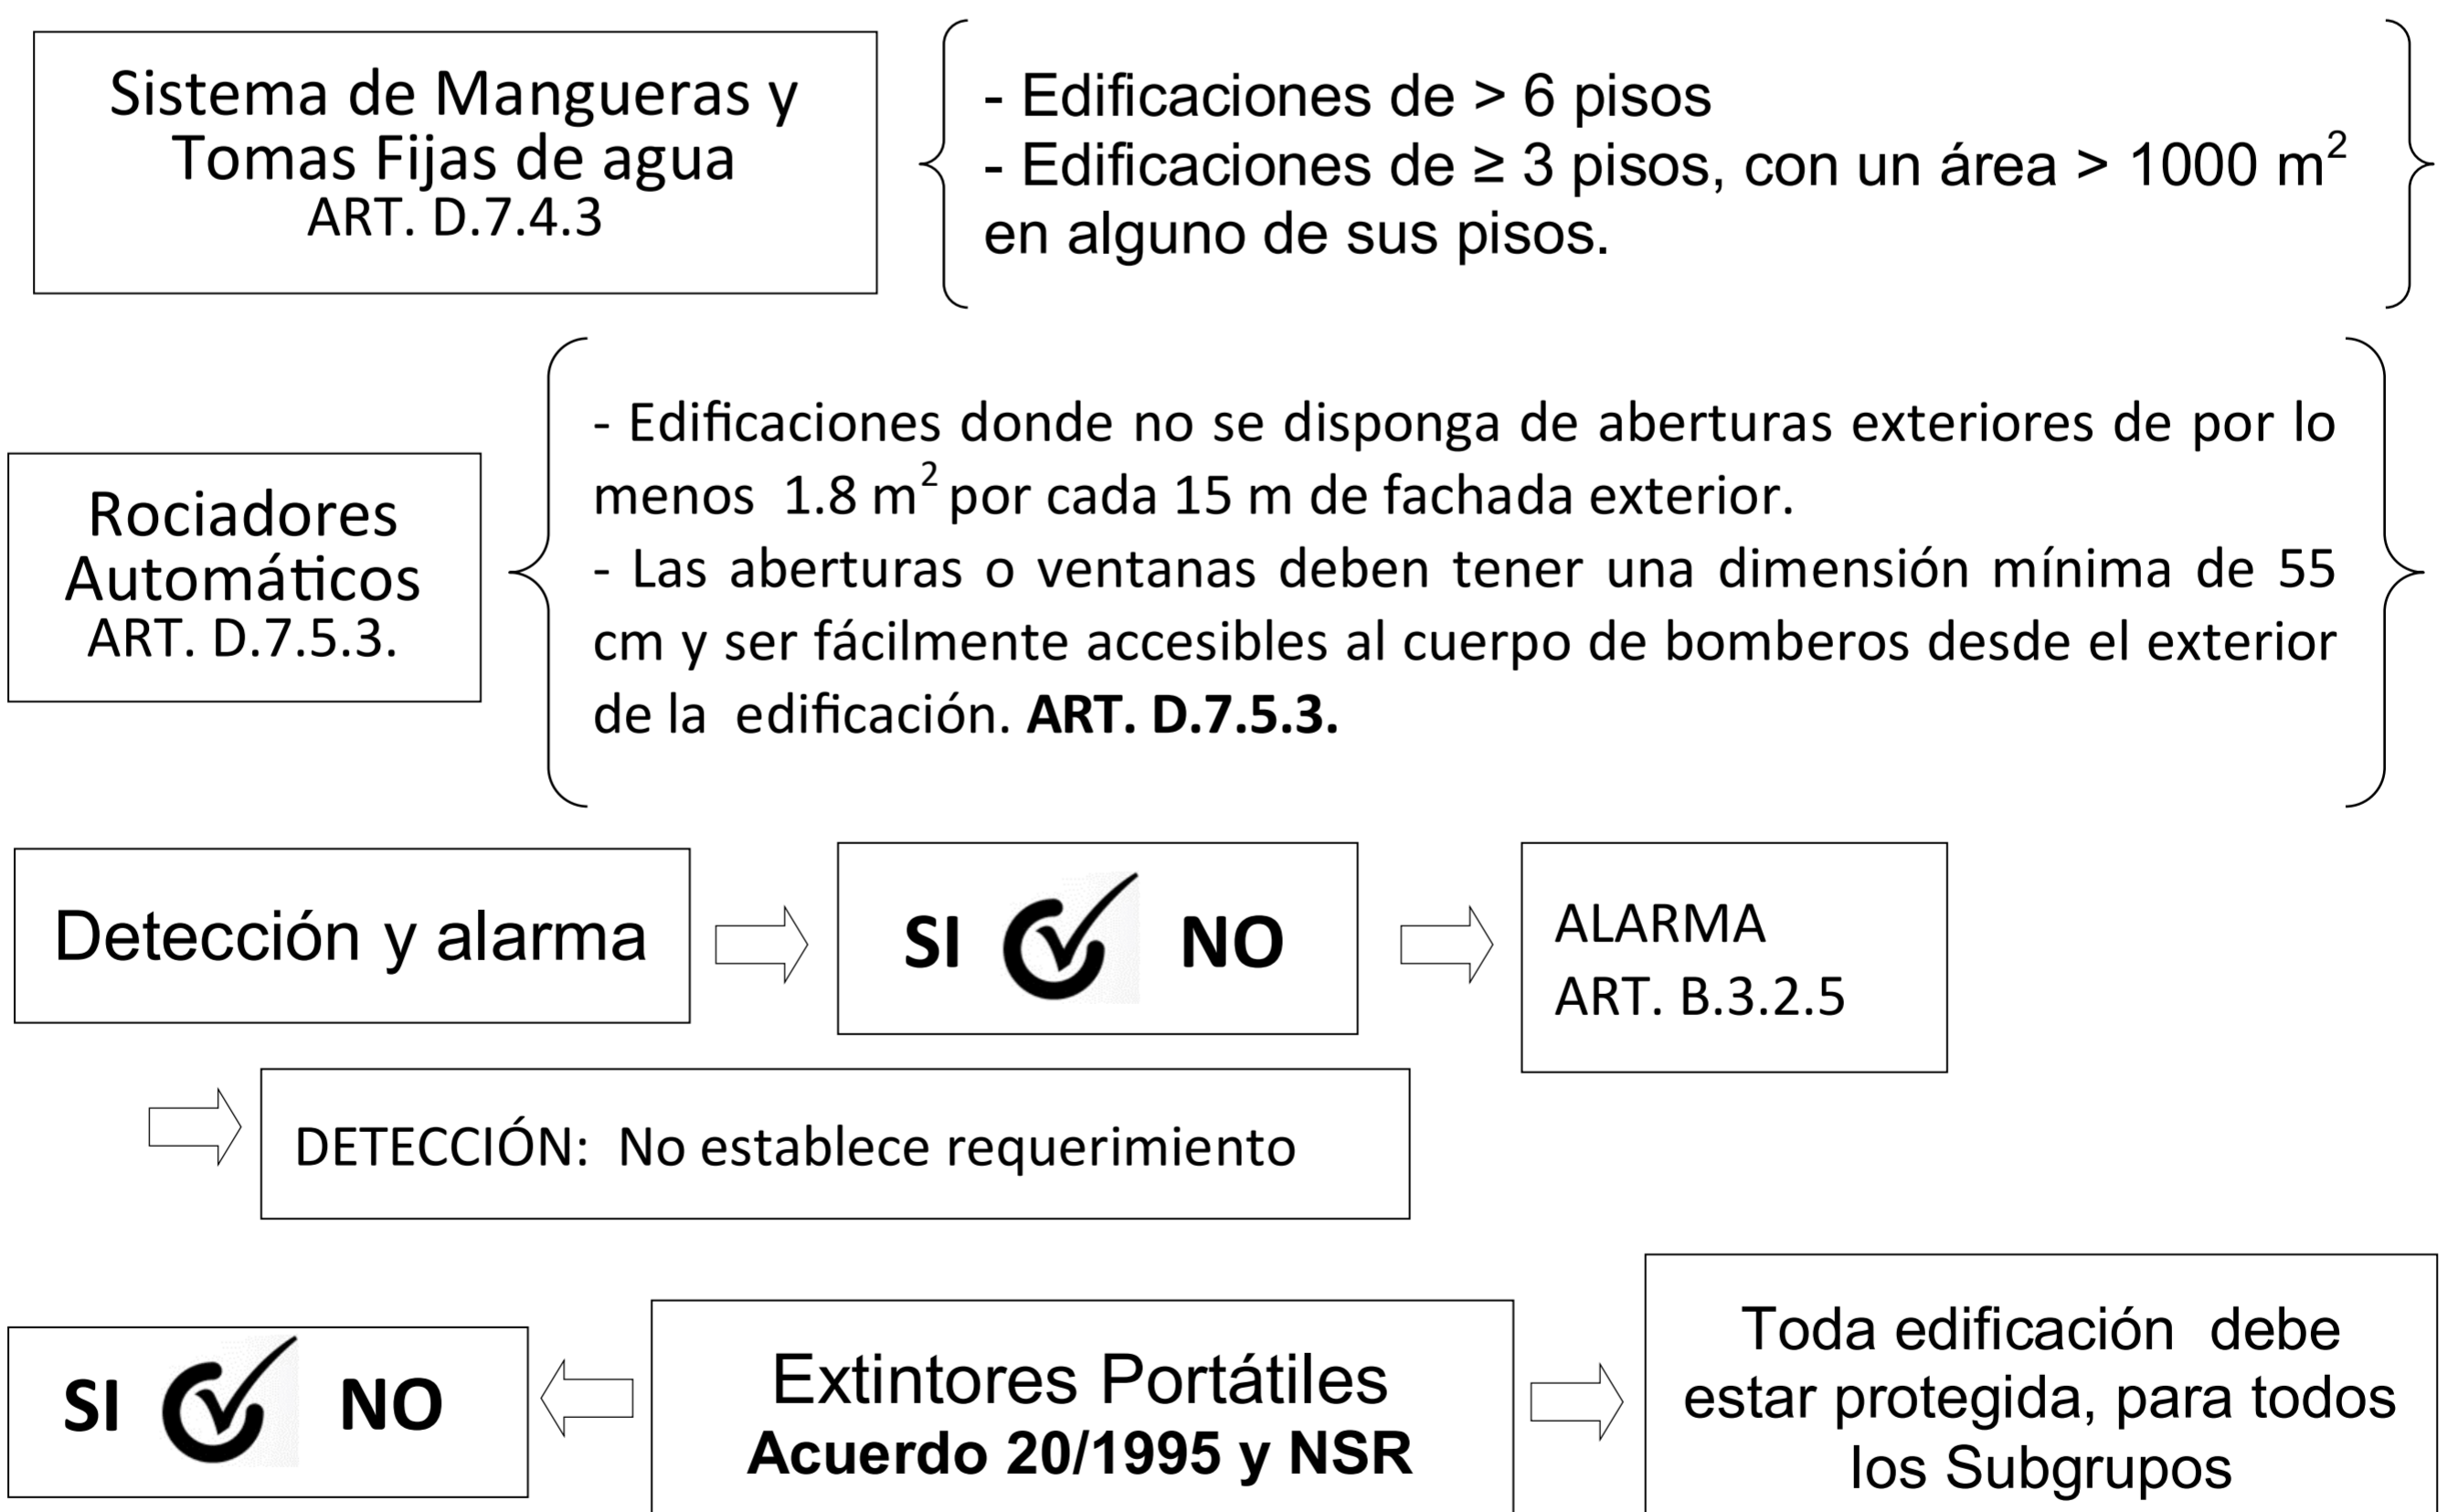 Sistema de Mangueras y
Tomas Fijas de agua
ART. D.7.4.3
- Edificaciones de > 6 pisos
- Edificaciones de ≥ 3 pisos, con un área > 1000 m²
en alguno de sus pisos.
Rociadores
Automáticos
ART. D.7.5.3.
- Edificaciones donde no se disponga de aberturas exteriores de por lo
menos 1.8 m² por cada 15 m de fachada exterior.
- Las aberturas o ventanas deben tener una dimensión mínima de 55
cm y ser fácilmente accesibles al cuerpo de bomberos desde el exterior
de la edificación. ART. D.7.5.3.
Detección y alarma
SI NO
ALARMA
ART. B.3.2.5
DETECCIÓN: No establece requerimiento
SI NO
Extintores Portátiles
Acuerdo 20/1995 y NSR
Toda edificación debe
estar protegida, para todos
los Subgrupos